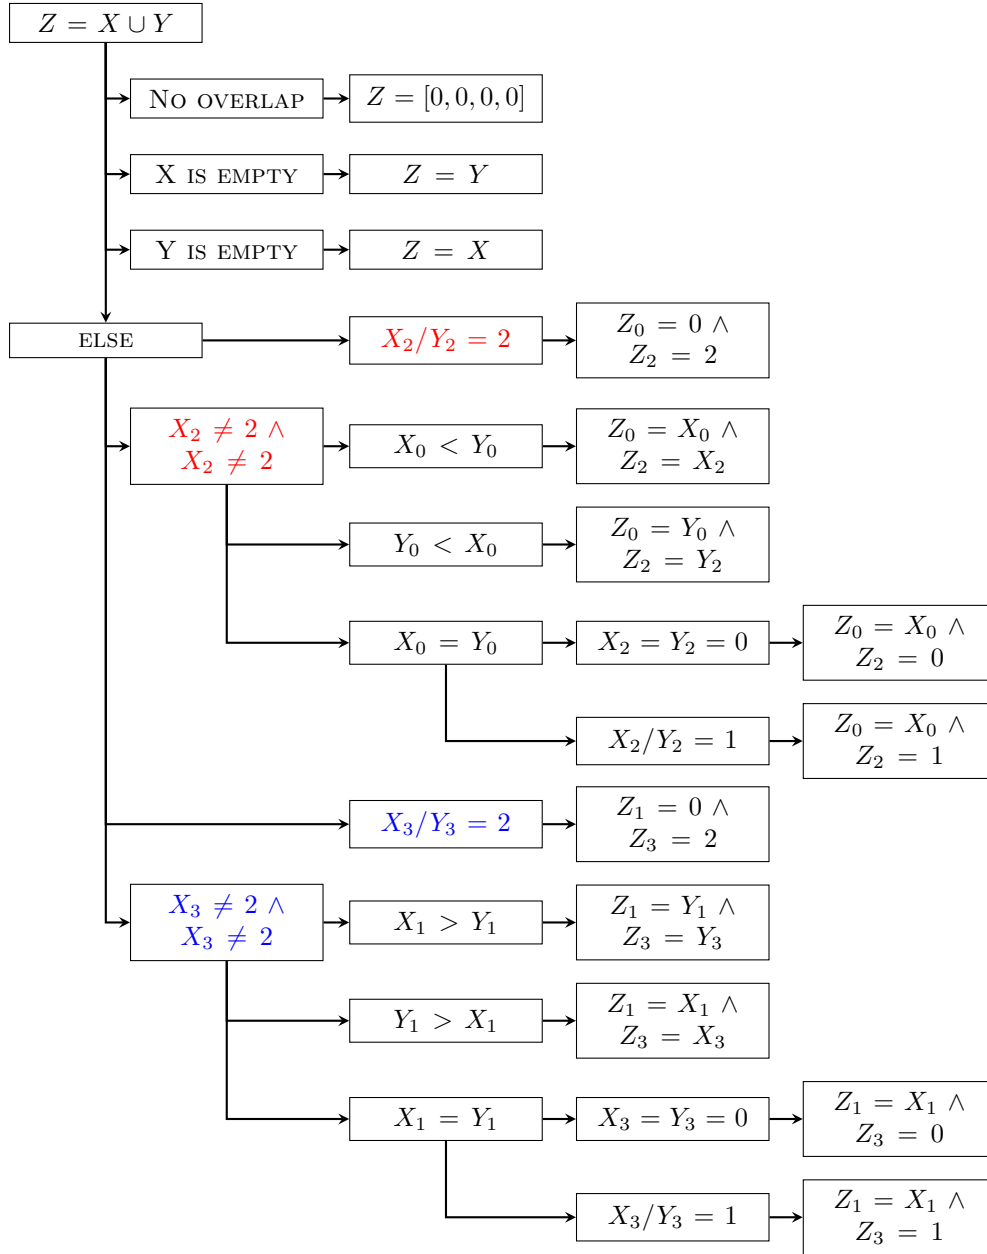 Z = X ∪ Y
No overlap
Z = [0, 0, 0, 0]
X is empty
Z = Y
Y is empty
Z = X
else
X₂/Y₂ = 2
Z₀ = 0 ∧
Z₂ = 2
X₂ ≠ 2 ∧
X₂ ≠ 2
X₀ < Y₀
Z₀ = X₀ ∧
Z₂ = X₂
Y₀ < X₀
Z₀ = Y₀ ∧
Z₂ = Y₂
X₀ = Y₀
X₂ = Y₂ = 0
Z₀ = X₀ ∧
Z₂ = 0
X₂/Y₂ = 1
Z₀ = X₀ ∧
Z₂ = 1
X₃/Y₃ = 2
Z₁ = 0 ∧
Z₃ = 2
X₃ ≠ 2 ∧
X₃ ≠ 2
X₁ > Y₁
Z₁ = Y₁ ∧
Z₃ = Y₃
Y₁ > X₁
Z₁ = X₁ ∧
Z₃ = X₃
X₁ = Y₁
X₃ = Y₃ = 0
Z₁ = X₁ ∧
Z₃ = 0
X₃/Y₃ = 1
Z₁ = X₁ ∧
Z₃ = 1